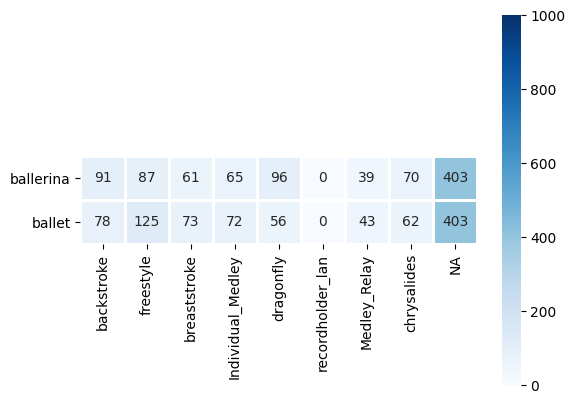 1000
800
600
400
200
0
ballerina 91 87 61 65 96 0 39 70 403
ballet 78 125 73 72 56 0 43 62 403
backstroke
freestyle
breaststroke
Individual_Medley
dragonfly
recordholder_lan
Medley_Relay
chrysalides
NA